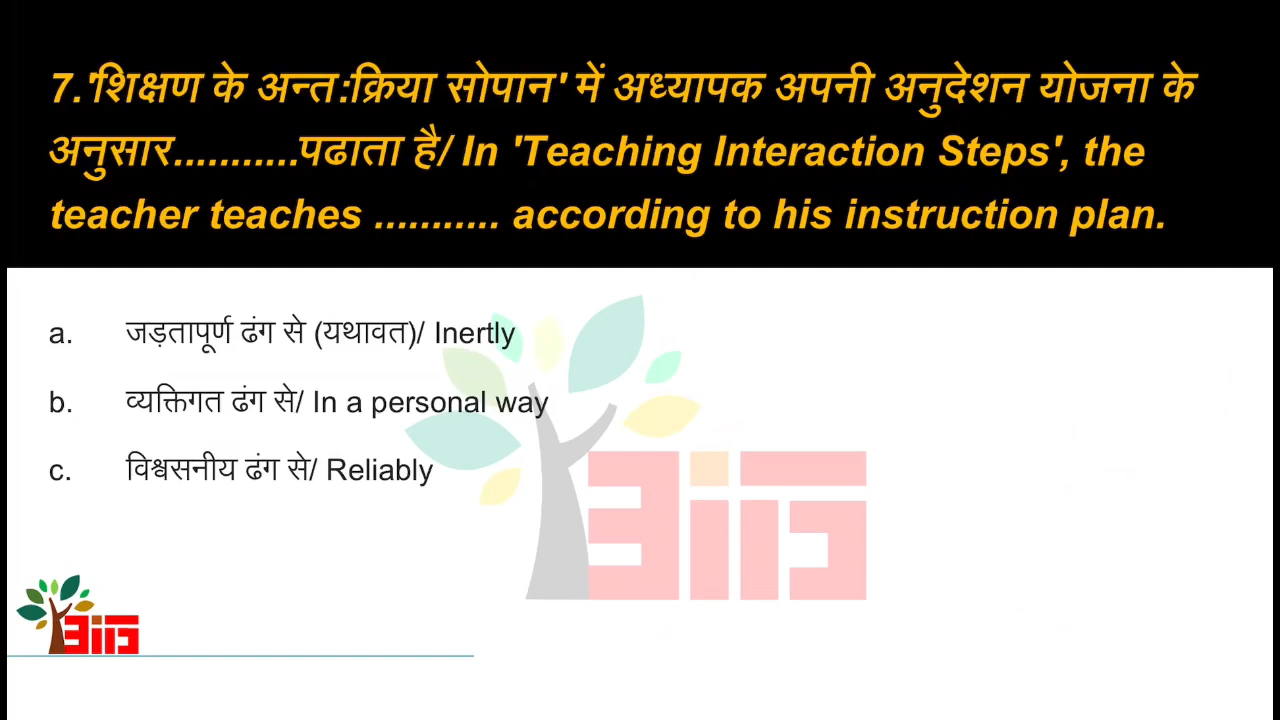 7.'शिक्षण के अन्त:क्रिया सोपान' में अध्यापक अपनी अनुदेशन योजना के
अनुसार...........पढाता है/ In 'Teaching Interaction Steps', the
teacher teaches ........... according to his instruction plan.
a. जड़तापूर्ण ढंग से (यथावत)/ Inertly
b. व्यक्तिगत ढंग से/ In a personal way
c. विश्वसनीय ढंग से/ Reliably